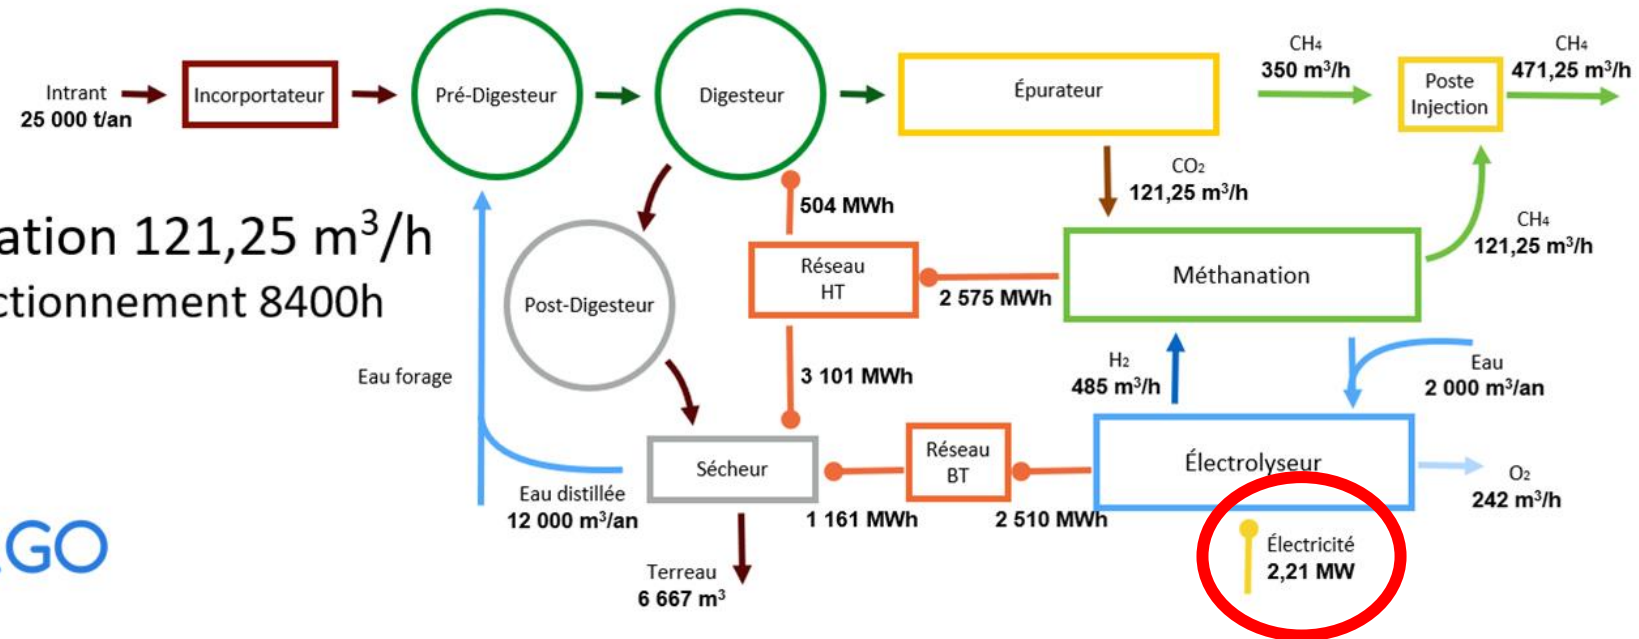 Intrant
25 000 t/an
Incorportateur
Pré-Digesteur
Digesteur
Épurateur
CH₄
350 m³/h
Poste
Injection
CH₄
471,25 m³/h
CO₂
121,25 m³/h
504 MWh
ation 121,25 m³/h
ctionnement 8400h
Post-Digesteur
Réseau
HT
2 575 MWh
Méthanation
CH₄
121,25 m³/h
Eau forage
3 101 MWh
H₂
485 m³/h
Eau
2 000 m³/an
Sécheur
Réseau
BT
Électrolyseur
O₂
242 m³/h
Eau distillée
12 000 m³/an
1 161 MWh
2 510 MWh
Électricité
2,21 MW
GO
Terreau
6 667 m³